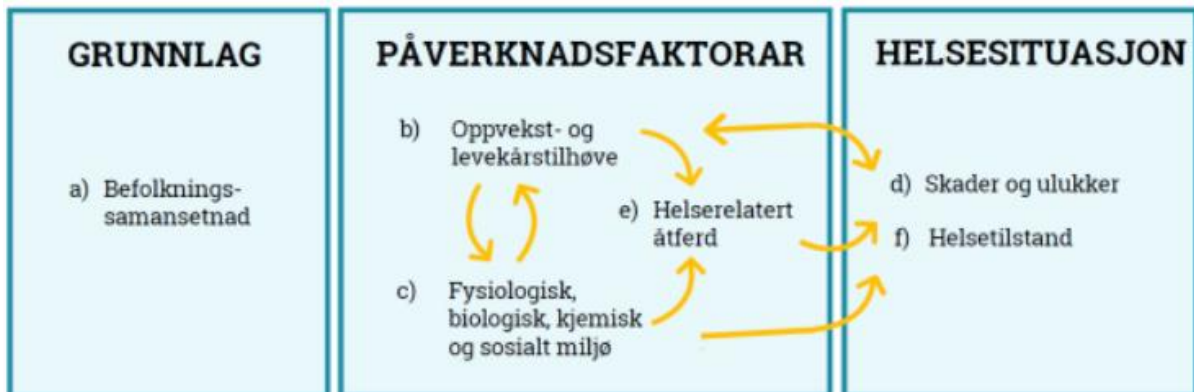 GRUNNLAG
a) Befolknings-
samansetnad
PÅVERKNADSFAKTORAR
b) Oppvekst- og
levekårstilhøve
e) Helserelatert
åtferd
c) Fysiologisk,
biologisk, kjemisk
og sosialt miljø
HELSESITUASJON
d) Skader og ulukker
f) Helsetilstand